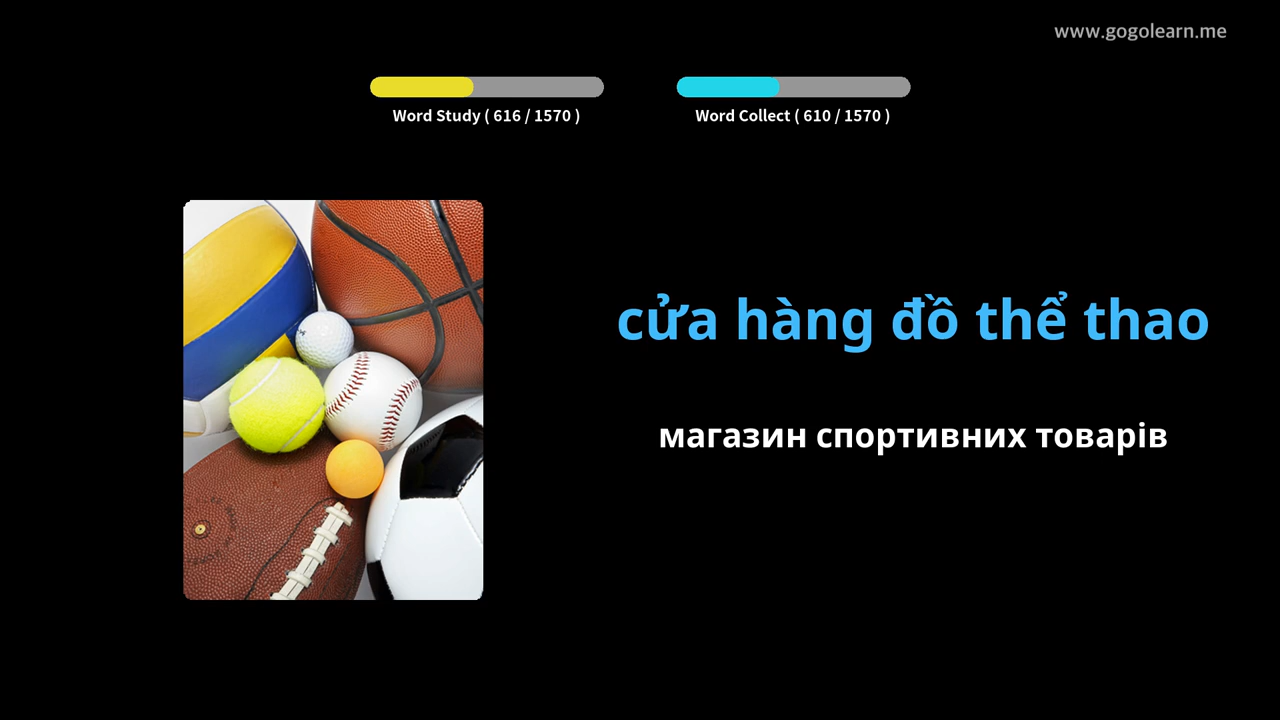 www.gogolearn.me
Word Study ( 616 / 1570 )
Word Collect ( 610 / 1570 )
cửa hàng đồ thể thao
магазин спортивних товарів